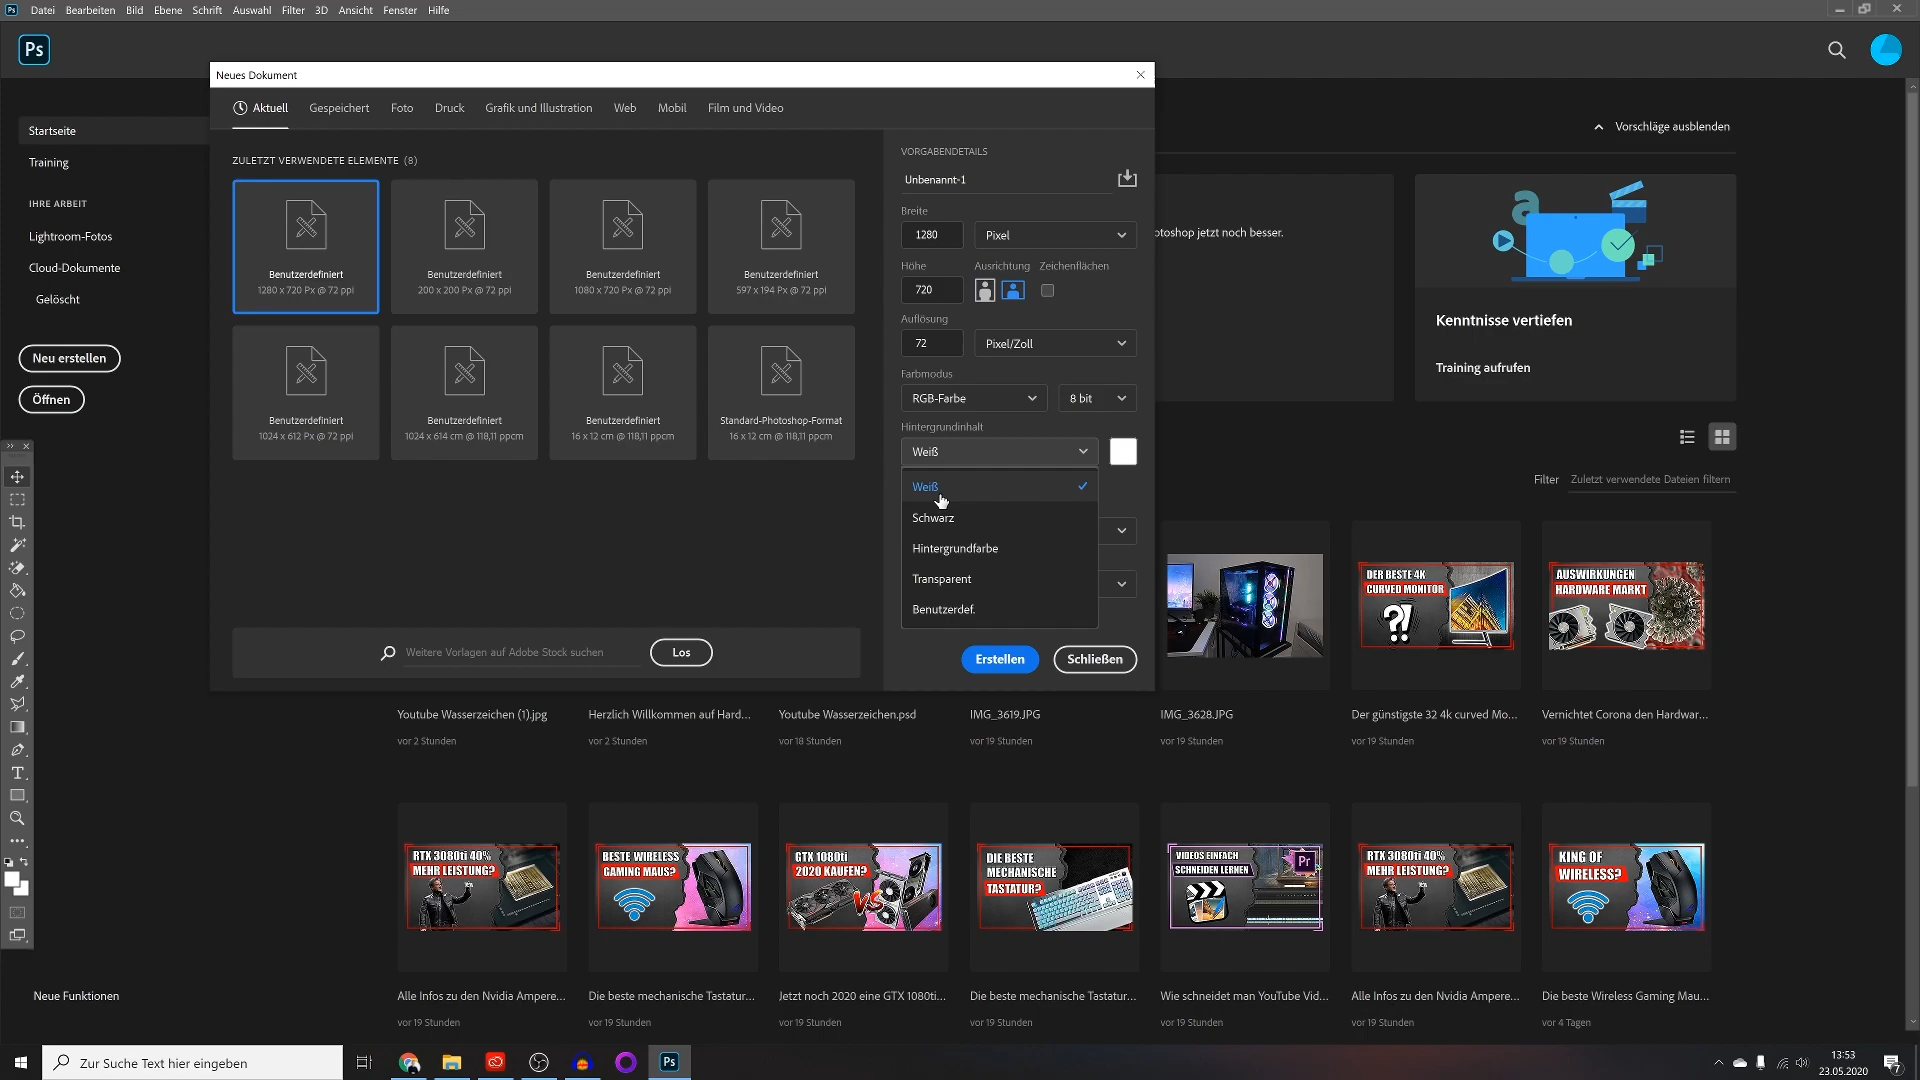 Ps Datei Bearbeiten Bild Ebene Schrift Auswahl Filter 3D Ansicht Fenster Hilfe
Ps
Neues Dokument
Aktuell Gespeichert Foto Druck Grafik und Illustration Web Mobil Film und Video
Startseite
Training
IHRE ARBEIT
Lightroom-Fotos
Cloud-Dokumente
Gelöscht
Neu erstellen
Öffnen
ZULETZT VERWENDETE ELEMENTE (8)
Benutzerdefiniert
1280 x 720 Px @ 72 ppi
Benutzerdefiniert
200 x 200 Px @ 72 ppi
Benutzerdefiniert
1080 x 720 Px @ 72 ppi
Benutzerdefiniert
597 x 194 Px @ 72 ppi
Benutzerdefiniert
1024 x 612 Px @ 72 ppi
Benutzerdefiniert
1024 x 614 cm @ 118,11 ppcm
Benutzerdefiniert
16 x 12 cm @ 118,11 ppcm
Standard-Photoshop-Format
16 x 12 cm @ 118,11 ppcm
Weitere Vorlagen auf Adobe Stock suchen
Los
VORGABENDETAILS
Unbenannt-1
Breite
1280 Pixel
Höhe Ausrichtung Zeichenflächen
720
Auflösung
72 Pixel/Zoll
Farbmodus
RGB-Farbe 8 bit
Hintergrundinhalt
Weiß
Weiß
Schwarz
Hintergrundfarbe
Transparent
Benutzerdef.
Erstellen Schließen
Vorschläge ausblenden
otoshop jetzt noch besser.
Kenntnisse vertiefen
Training aufrufen
Filter Zuletzt verwendete Dateien filtern
DER BESTE 4K
CURVED MONITOR
?!
AUSWIRKUNGEN
HARDWARE MARKT
Youtube Wasserzeichen (1).jpg
vor 2 Stunden
Herzlich Willkommen auf Hard...
vor 2 Stunden
Youtube Wasserzeichen.psd
vor 18 Stunden
IMG_3619.JPG
vor 19 Stunden
IMG_3628.JPG
vor 19 Stunden
Der günstigste 32 4k curved Mo...
vor 19 Stunden
Vernichtet Corona den Hardwar...
vor 19 Stunden
RTX 3080ti 40%
MEHR LEISTUNG?
BESTE WIRELESS
GAMING MAUS?
GTX 1080ti
2020 KAUFEN?
VS
DIE BESTE
MECHANISCHE
TASTATUR?
VIDEOS EINFACH
SCHNEIDEN LERNEN
Pr
RTX 3080ti 40%
MEHR LEISTUNG?
KING OF
WIRELESS?
Alle Infos zu den Nvidia Ampere...
vor 19 Stunden
Die beste mechanische Tastatur...
vor 19 Stunden
Jetzt noch 2020 eine GTX 1080ti...
vor 19 Stunden
Die beste mechanische Tastatur...
vor 19 Stunden
Wie schneidet man YouTube Vid...
vor 19 Stunden
Alle Infos zu den Nvidia Ampere...
vor 19 Stunden
Die beste Wireless Gaming Mau...
vor 4 Tagen
Neue Funktionen
Zur Suche Text hier eingeben
Ps
13:53
23.05.2020
7